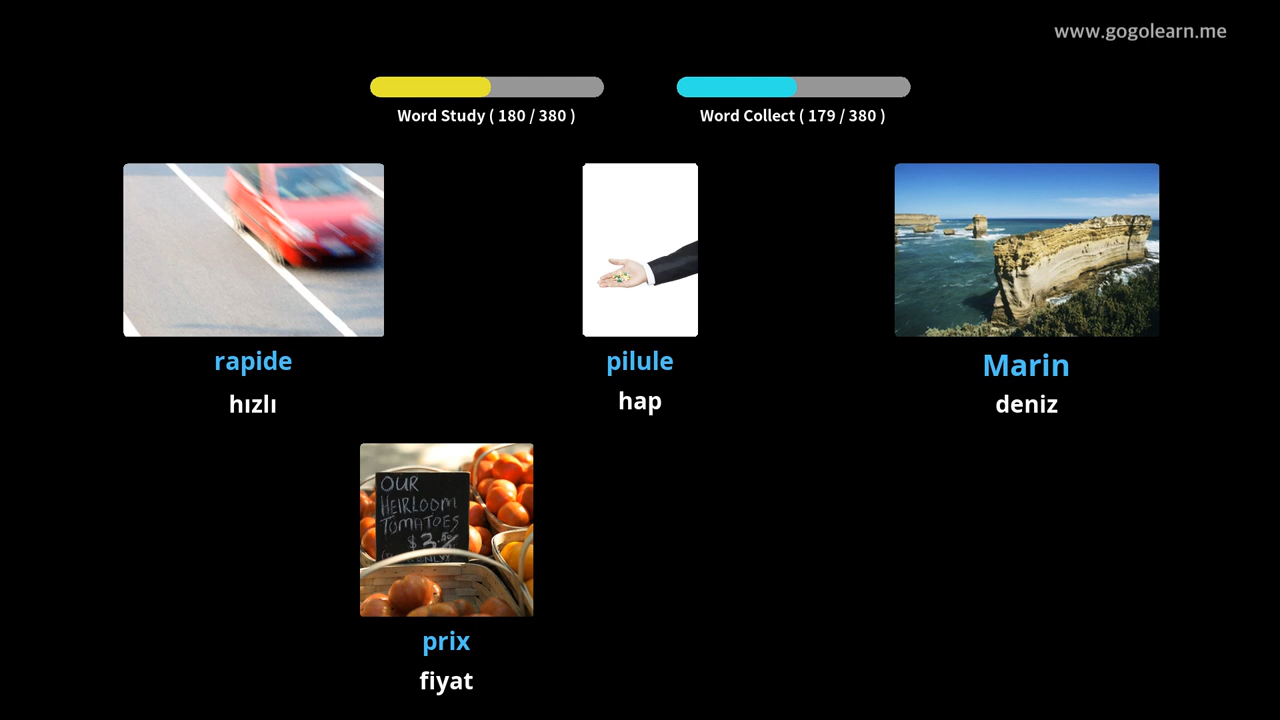 www.gogolearn.me
Word Study ( 180 / 380 )
Word Collect ( 179 / 380 )
rapide
hızlı
pilule
hap
Marin
deniz
OUR
HEIRLOOM
TOMATOES
prix
fiyat